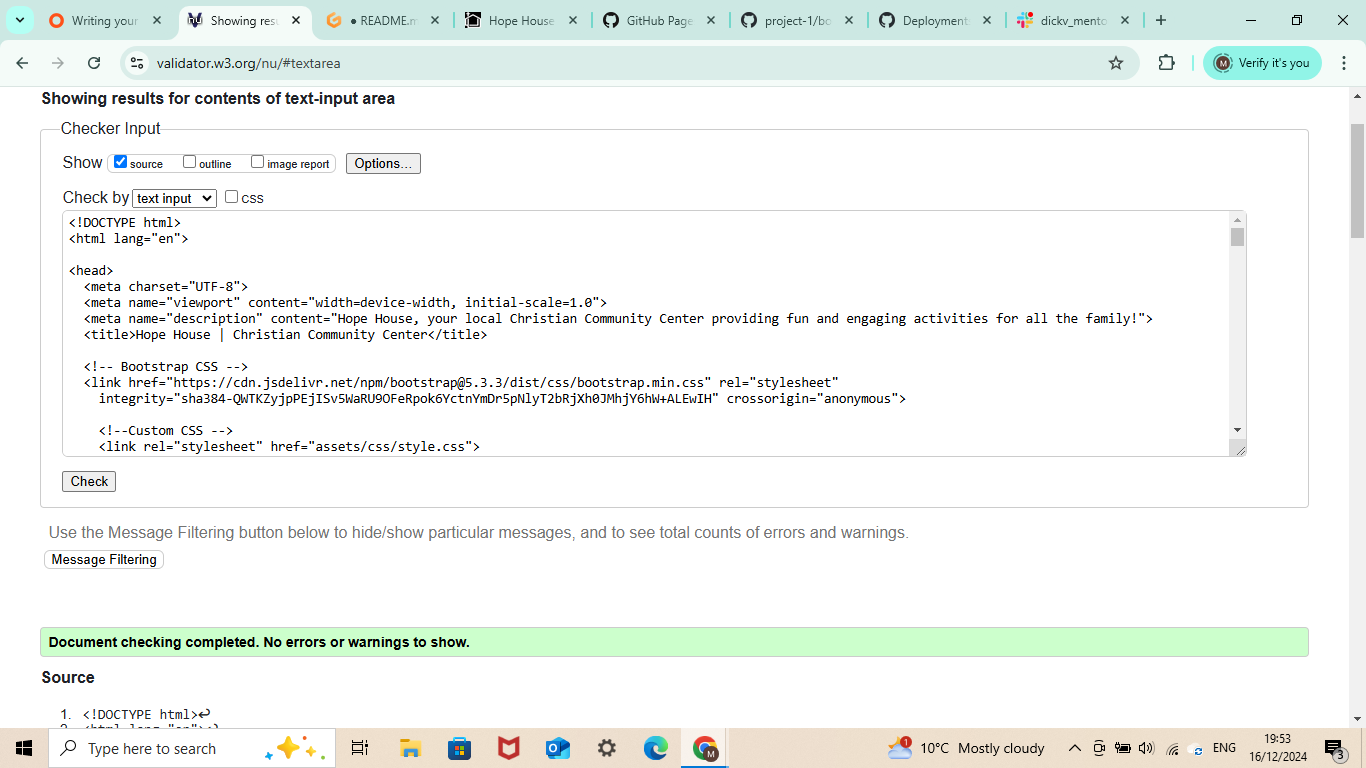 Writing your
Showing resu
● README.m
Hope House
GitHub Page
project-1/bo
Deployment
dickv_mento
validator.w3.org/nu/#textarea
M
Verify it's you
Showing results for contents of text-input area
Checker Input
Show source outline image report Options...
Check by text input css
<!DOCTYPE html>
<html lang="en">
<head>
<meta charset="UTF-8">
<meta name="viewport" content="width=device-width, initial-scale=1.0">
<meta name="description" content="Hope House, your local Christian Community Center providing fun and engaging activities for all the family!">
<title>Hope House | Christian Community Center</title>
<!-- Bootstrap CSS -->
<link href="https://cdn.jsdelivr.net/npm/bootstrap@5.3.3/dist/css/bootstrap.min.css" rel="stylesheet"
integrity="sha384-QWTKZyjpPEjISv5WaRU9OFeRpok6YctnYmDr5pNlyT2bRjXh0JMhjY6hW+ALEwIH" crossorigin="anonymous">
<!--Custom CSS -->
<link rel="stylesheet" href="assets/css/style.css">
Check
Use the Message Filtering button below to hide/show particular messages, and to see total counts of errors and warnings.
Message Filtering
Document checking completed. No errors or warnings to show.
Source
1. <!DOCTYPE html>↩
Type here to search
1
10°C Mostly cloudy
ENG
19:53
16/12/2024
3